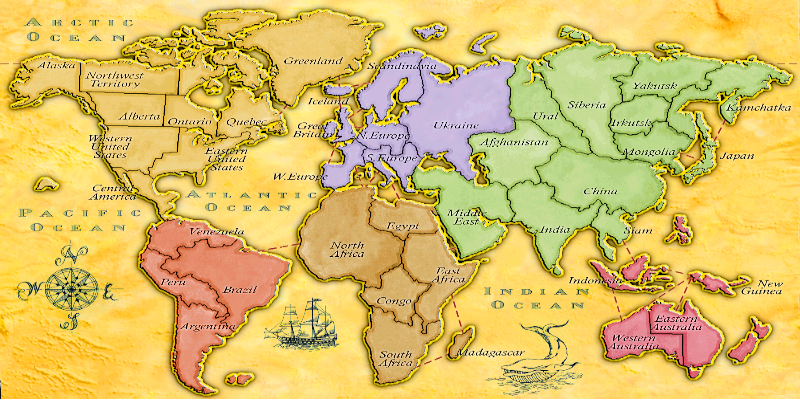 ARCTIC
OCEAN
Alaska
Northwest
Territory
Greenland
Alberta
Ontario
Quebec
Western
United
States
Eastern
United
States
Central
America
Iceland
Scandinavia
Great
Britain
N.Europe
S.Europe
W.Europe
Ukraine
Ural
Siberia
Yakutsk
Kamchatka
Irkutsk
Mongolia
Japan
Afghanistan
China
Middle
East
India
Siam
ATLANTIC
OCEAN
PACIFIC
OCEAN
N
W
E
S
Venezuela
Peru
Brazil
Argentina
North
Africa
Egypt
East
Africa
Congo
South
Africa
Madagascar
INDIAN
OCEAN
Indonesia
New
Guinea
Western
Australia
Eastern
Australia